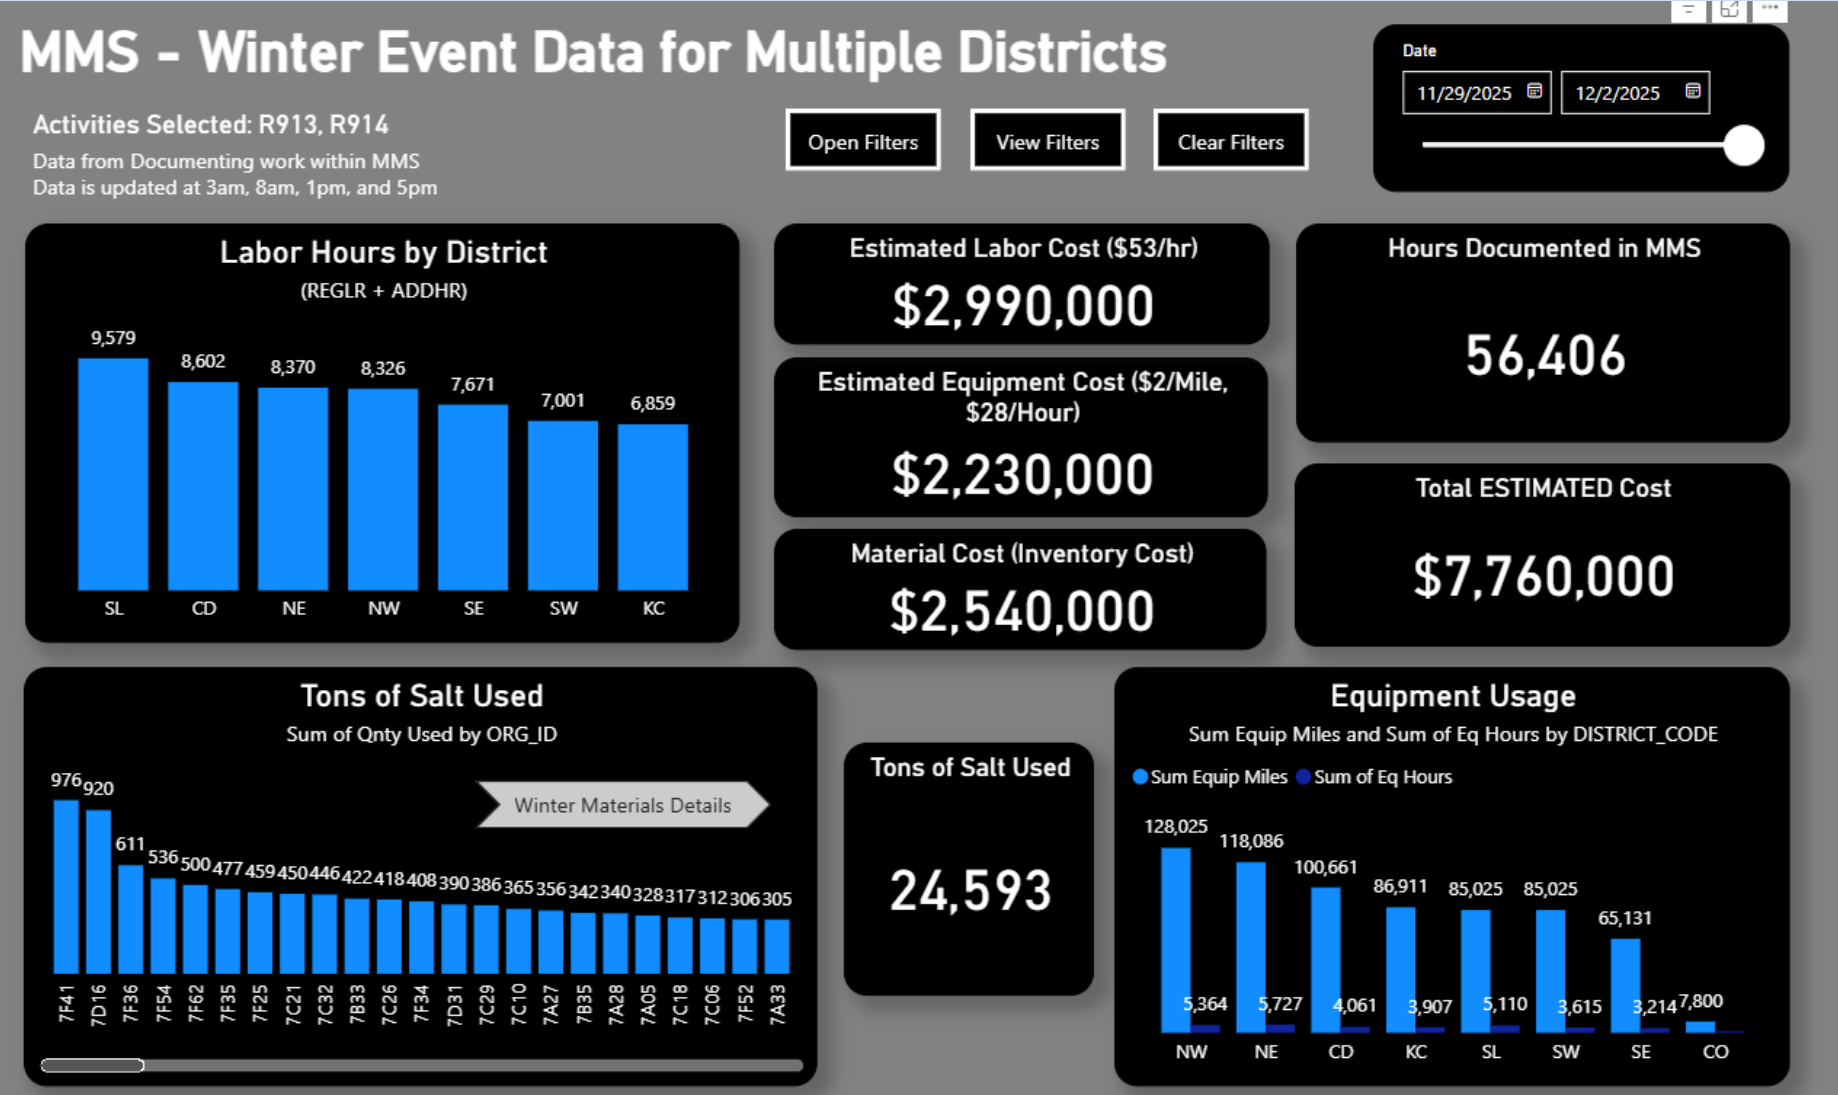 MMS - Winter Event Data for Multiple Districts
Activities Selected: R913, R914
Data from Documenting work within MMS
Data is updated at 3am, 8am, 1pm, and 5pm
Open Filters
View Filters
Clear Filters
Date
11/29/2025
12/2/2025
Labor Hours by District
(REGLR + ADDHR)
9,579
8,602
8,370
8,326
7,671
7,001
6,859
SL CD NE NW SE SW KC
Estimated Labor Cost ($53/hr)
$2,990,000
Estimated Equipment Cost ($2/Mile,
$28/Hour)
$2,230,000
Material Cost (Inventory Cost)
$2,540,000
Hours Documented in MMS
56,406
Total ESTIMATED Cost
$7,760,000
Tons of Salt Used
Sum of Qnty Used by ORG_ID
Winter Materials Details
976 920 611 536 500 477 459 450 446 422 418 408 390 386 365 356 342 340 328 317 312 306 305
7F41 7D16 7F36 7F54 7F62 7F35 7F25 7C21 7C32 7B33 7C26 7F34 7D31 7C29 7C10 7A27 7B35 7A28 7A05 7C18 7C06 7F52 7A33
Tons of Salt Used
24,593
Equipment Usage
Sum Equip Miles and Sum of Eq Hours by DISTRICT_CODE
Sum Equip Miles Sum of Eq Hours
128,025 118,086 100,661 86,911 85,025 85,025 65,131
5,364 5,727 4,061 3,907 5,110 3,615 3,214 7,800
NW NE CD KC SL SW SE CO